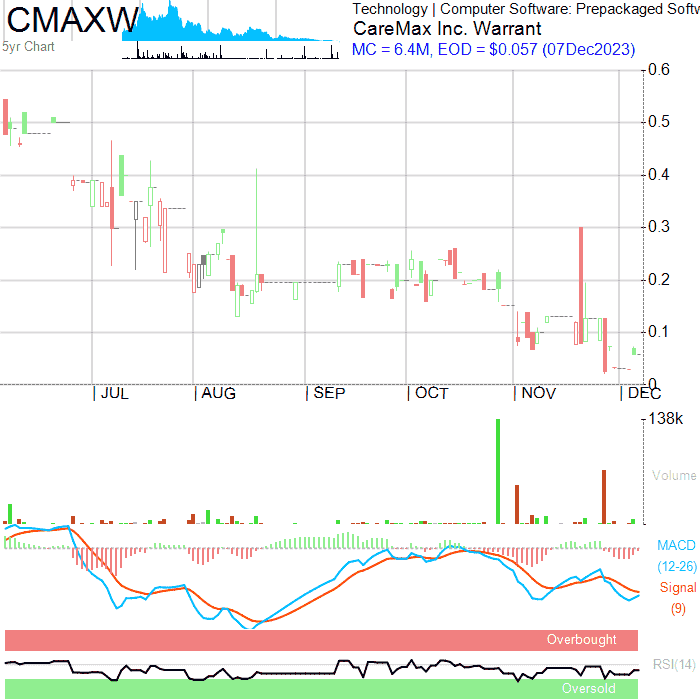 CMAXW
5yr Chart
Technology | Computer Software: Prepackaged Softw
CareMax Inc. Warrant
MC = 6.4M, EOD = $0.057 (07Dec2023)
0.6
0.5
0.4
0.3
0.2
0.1
0
JUL AUG SEP OCT NOV DEC
138k
Volume
MACD
(12-26)
Signal
(9)
Overbought
RSI(14)
Oversold